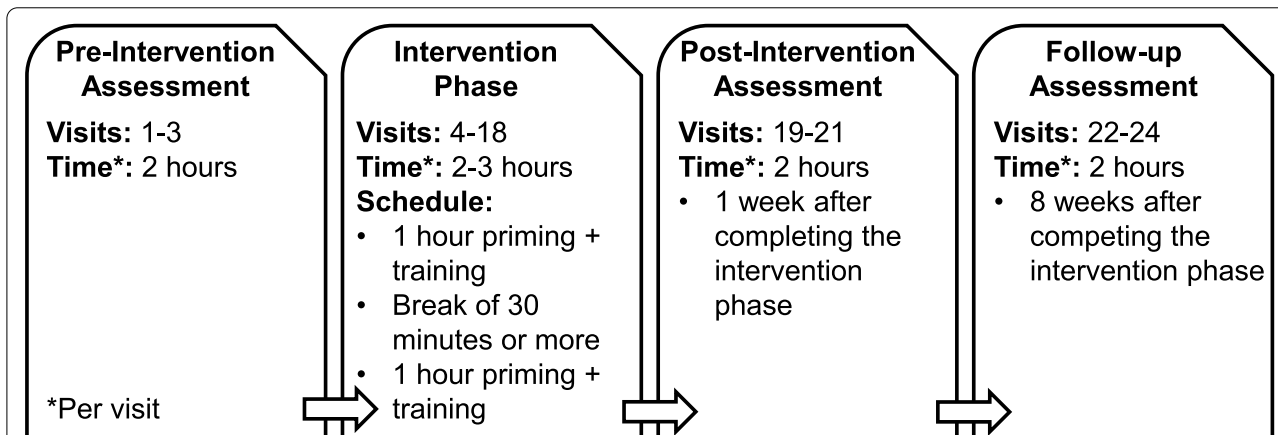 Pre-Intervention
Assessment
Visits: 1-3
Time*: 2 hours
*Per visit
Intervention
Phase
Visits: 4-18
Time*: 2-3 hours
Schedule:
• 1 hour priming +
training
• Break of 30
minutes or more
• 1 hour priming +
training
Post-Intervention
Assessment
Visits: 19-21
Time*: 2 hours
• 1 week after
completing the
intervention
phase
Follow-up
Assessment
Visits: 22-24
Time*: 2 hours
• 8 weeks after
competing the
intervention phase